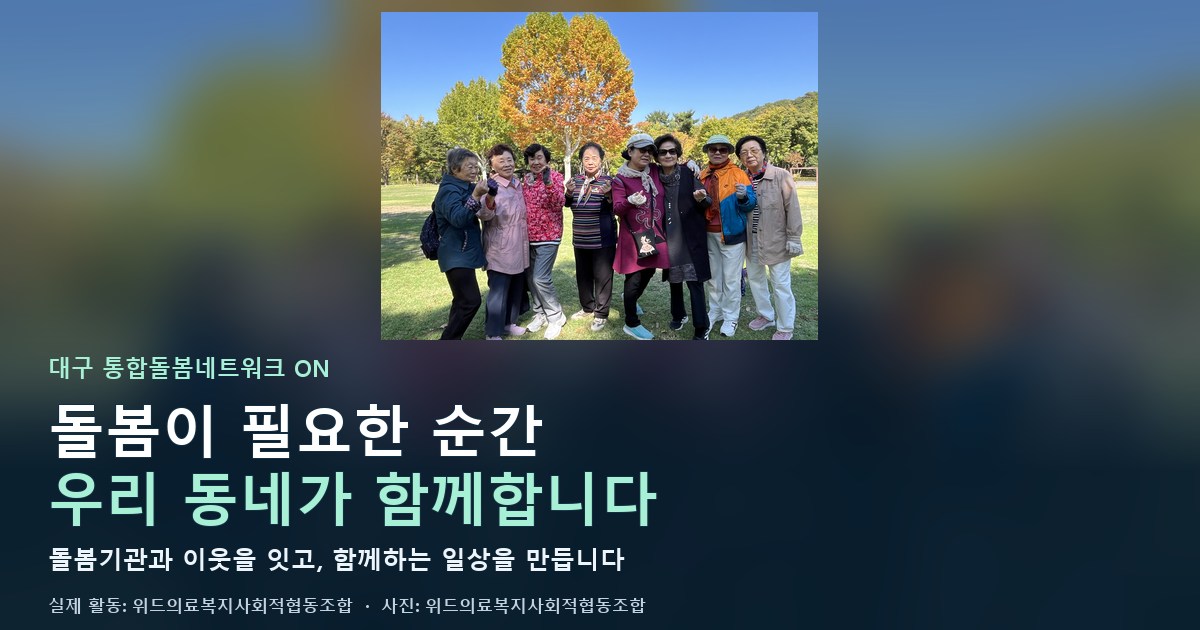 대구 통합돌봄네트워크 ON
돌봄이 필요한 순간
우리 동네가 함께합니다
돌봄기관과 이웃을 잇고, 함께하는 일상을 만듭니다
실제 활동: 위드의료복지사회적협동조합 · 사진: 위드의료복지사회적협동조합